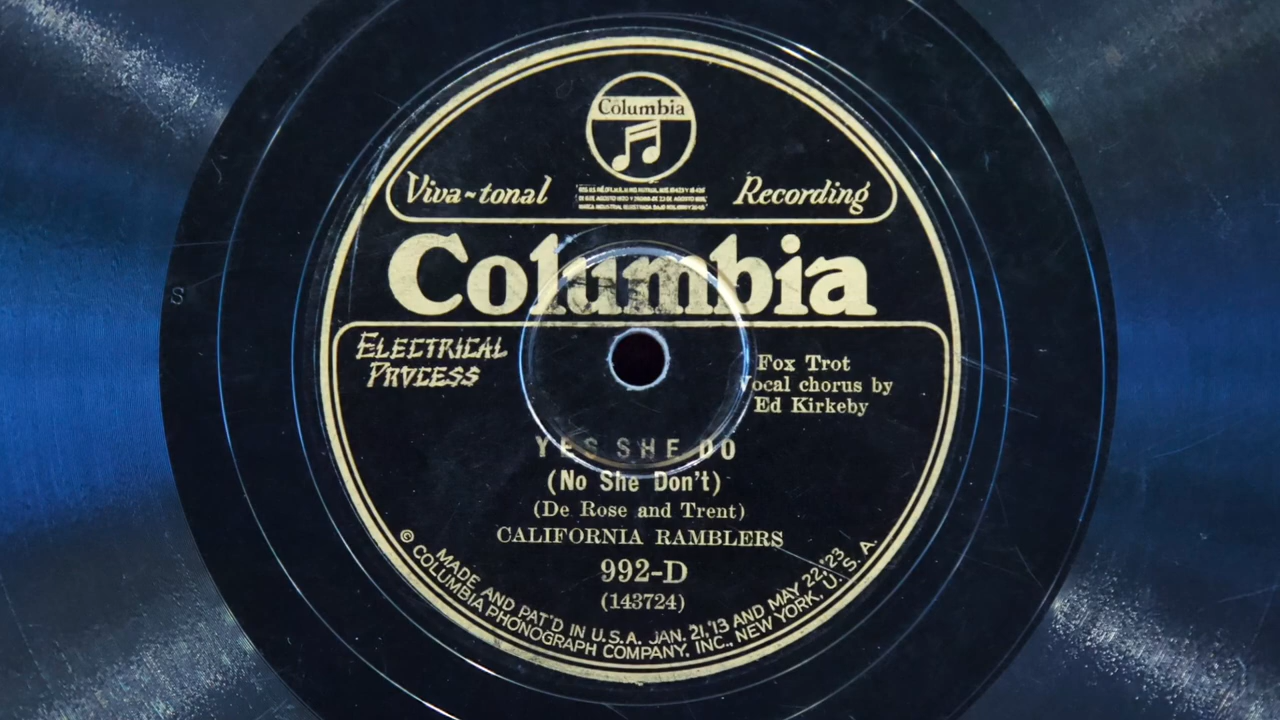 Columbia
Viva-tonal Recording
Columbia
ELECTRICAL
PROCESS
Fox Trot
Vocal chorus by
Ed Kirkeby
YES SHE DO
(No She Don't)
(De Rose and Trent)
CALIFORNIA RAMBLERS
992-D
(143724)
MADE AND PAT'D IN U.S.A. JAN. 21,'13 AND MAY 22,'23
© COLUMBIA PHONOGRAPH COMPANY, INC., NEW YORK, U.S.A.
S